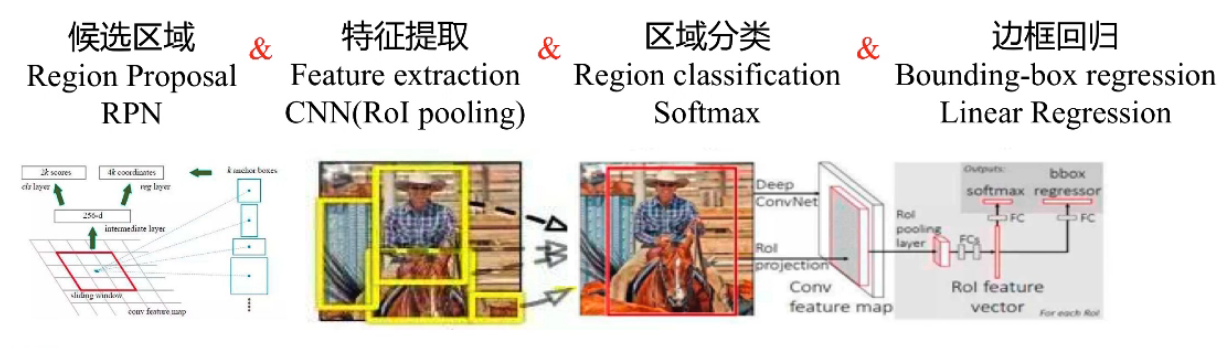 候选区域
Region Proposal
RPN
&
特征提取
Feature extraction
CNN(RoI pooling)
&
区域分类
Region classification
Softmax
&
边框回归
Bounding-box regression
Linear Regression
2k scores
4k coordinates
k anchor boxes
cls layer
reg layer
256-d
intermediate layer
sliding window
conv feature map
Deep
ConvNet
RoI
projection
Conv
feature map
RoI
pooling
layer
FCs
Outputs:
softmax
bbox
regressor
FC
FC
RoI feature
vector
For each RoI